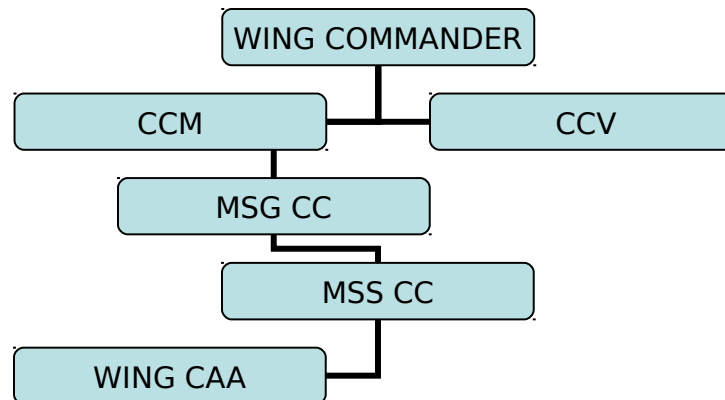 WING COMMANDER
CCM
CCV
MSG CC
MSS CC
WING CAA